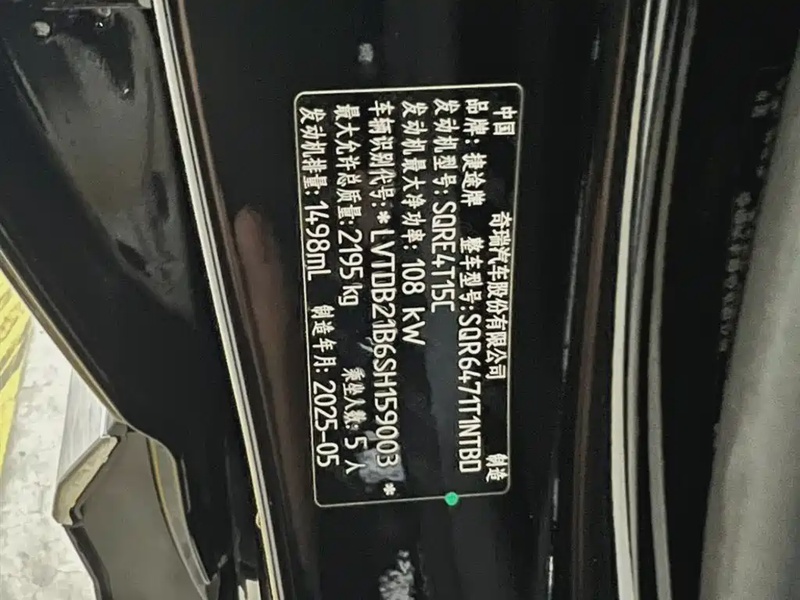 中国 奇瑞汽车股份有限公司 制造
品牌：捷途牌 整车型号：SQR6471T1NTBD
发动机型号：SQRE4T15C
发动机最大净功率：108 kW
车辆识别代号：*LVTDB21B6SH159003*
最大允许总质量：2195 kg 乘坐人数：5 人
发动机排量：1498mL 制造年月：2025-05